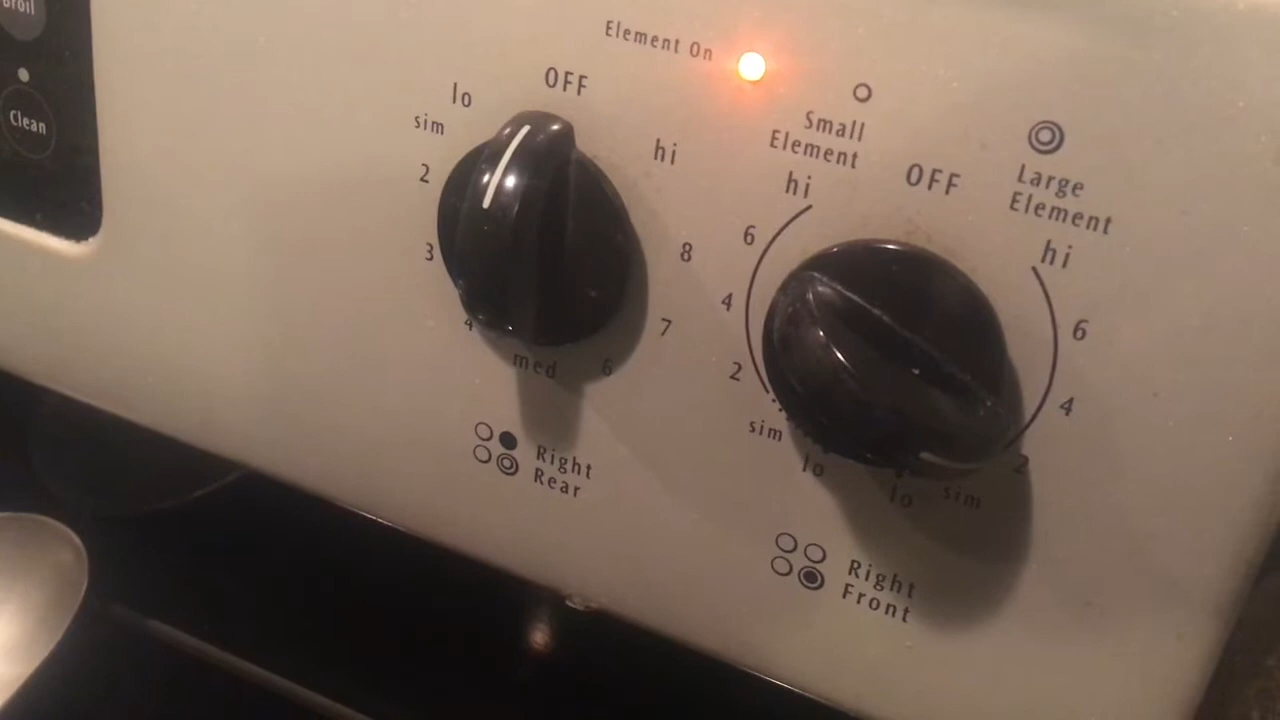 Broil
Clean
Element On
OFF
lo
sim
2
3
4
med
6
7
8
hi
Right
Rear
Small
Element
OFF
Large
Element
hi
6
4
2
sim
lo
hi
6
4
2
sim
lo
Right
Front